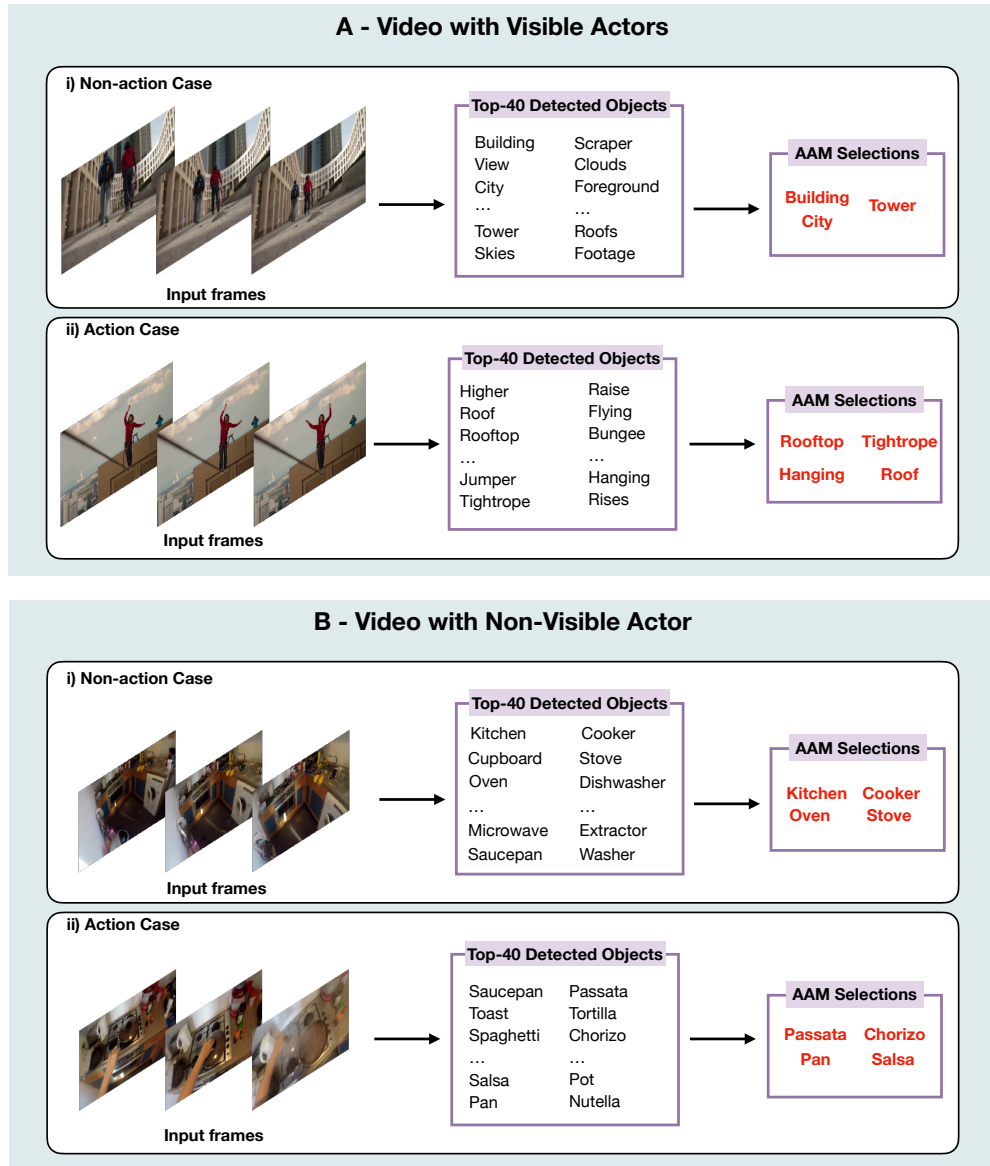 A - Video with Visible Actors
i) Non-action Case
Input frames
Top-40 Detected Objects
Building Scraper
View Clouds
City Foreground
... ...
Tower Roofs
Skies Footage
AAM Selections
Building Tower
City
ii) Action Case
Input frames
Top-40 Detected Objects
Higher Raise
Roof Flying
Rooftop Bungee
... ...
Jumper Hanging
Tightrope Rises
AAM Selections
Rooftop Tightrope
Hanging Roof
B - Video with Non-Visible Actor
i) Non-action Case
Input frames
Top-40 Detected Objects
Kitchen Cooker
Cupboard Stove
Oven Dishwasher
... ...
Microwave Extractor
Saucepan Washer
AAM Selections
Kitchen Cooker
Oven Stove
ii) Action Case
Input frames
Top-40 Detected Objects
Saucepan Passata
Toast Tortilla
Spaghetti Chorizo
... ...
Salsa Pot
Pan Nutella
AAM Selections
Passata Chorizo
Pan Salsa